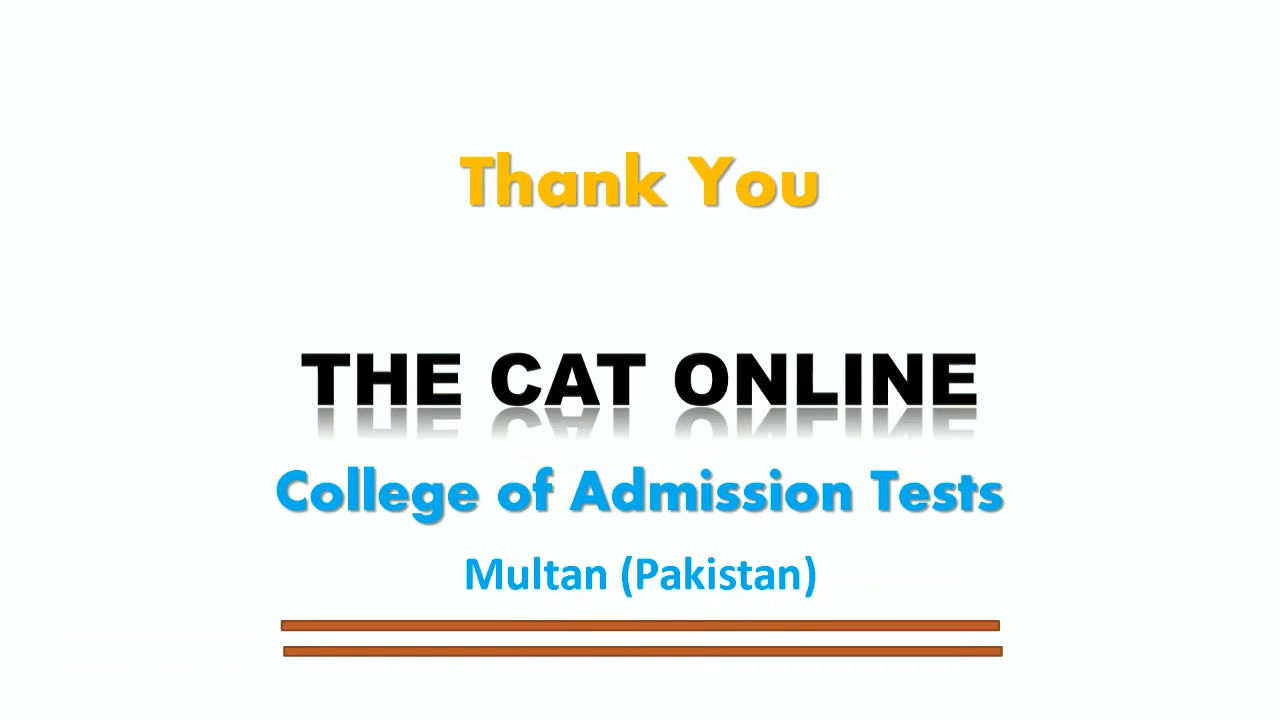 Thank You
THE CAT ONLINE
College of Admission Tests
Multan (Pakistan)